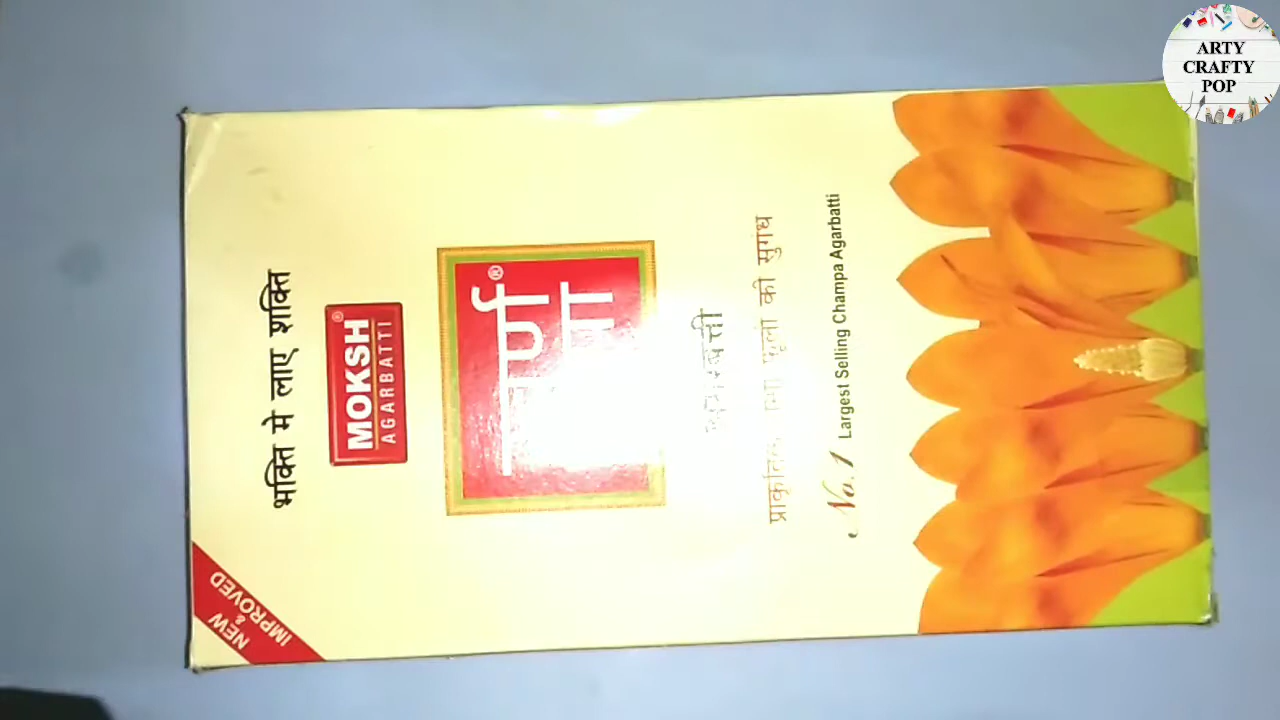 ARTY
CRAFTY
POP
भक्ति मे लाए शक्ति
MOKSH®
AGARBATTI
®
प्राकृतिक
की सुगंध
No. 1 Largest Selling Champa Agarbatti
NEW
&
IMPROVED